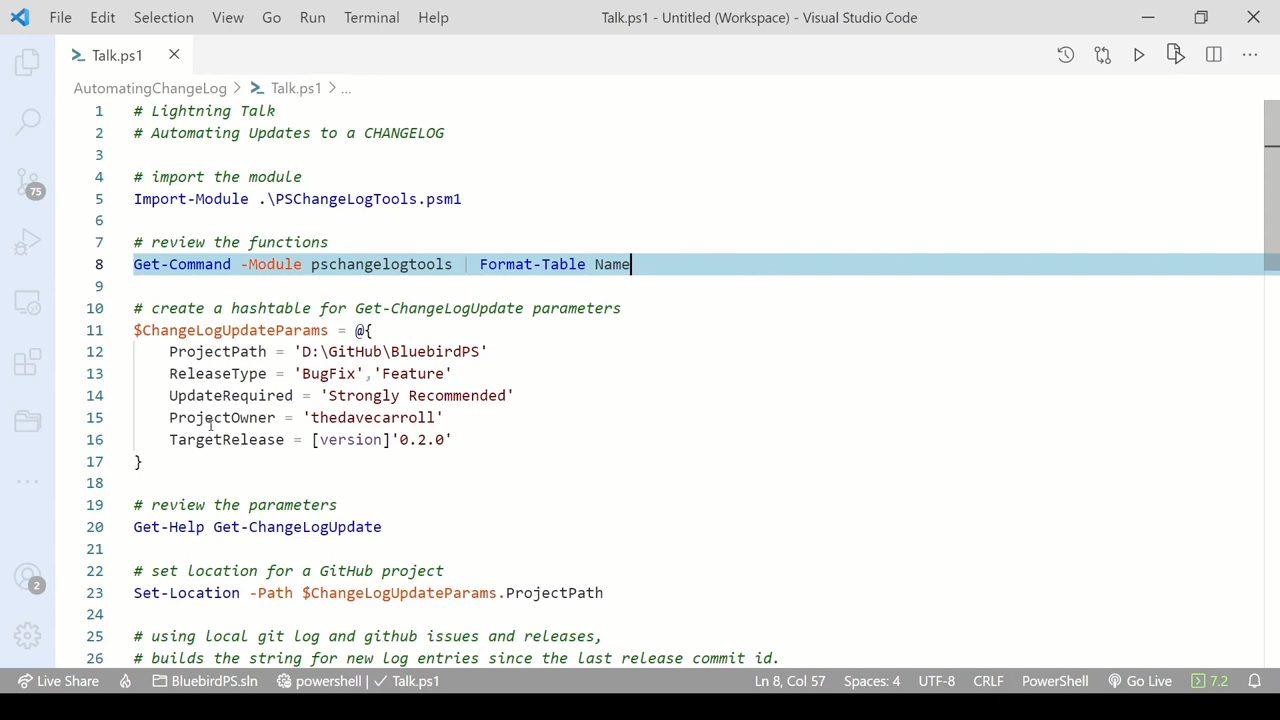 File Edit Selection View Go Run Terminal Help Talk.ps1 - Untitled (Workspace) - Visual Studio Code
Talk.ps1
AutomatingChangeLog > Talk.ps1 > ...
1 # Lightning Talk
2 # Automating Updates to a CHANGELOG
3
4 # import the module
5 Import-Module .\PSChangeLogTools.psm1
6
7 # review the functions
8 Get-Command -Module pschangelogtools | Format-Table Name
9
10 # create a hashtable for Get-ChangeLogUpdate parameters
11 $ChangeLogUpdateParams = @{
12 ProjectPath = 'D:\GitHub\BluebirdPS'
13 ReleaseType = 'BugFix','Feature'
14 UpdateRequired = 'Strongly Recommended'
15 ProjectOwner = 'thedavecarroll'
16 TargetRelease = [version]'0.2.0'
17 }
18
19 # review the parameters
20 Get-Help Get-ChangeLogUpdate
21
22 # set location for a GitHub project
23 Set-Location -Path $ChangeLogUpdateParams.ProjectPath
24
25 # using local git log and github issues and releases,
26 # builds the string for new log entries since the last release commit id.
75
2
Live Share BluebirdPS.sln powershell | ✓ Talk.ps1 Ln 8, Col 57 Spaces: 4 UTF-8 CRLF PowerShell Go Live 7.2